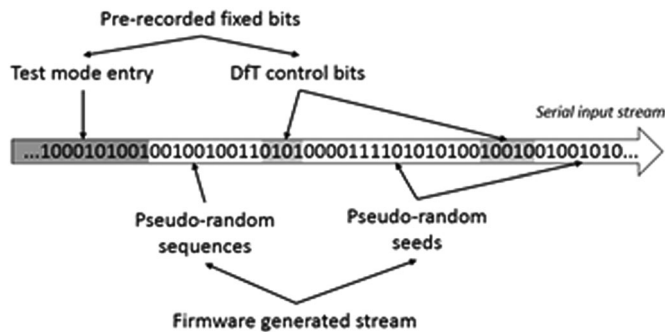 Pre-recorded fixed bits
Test mode entry
DfT control bits
Serial input stream
...1000101001001001001101010000111101010100100100100101010...
Pseudo-random
sequences
Pseudo-random
seeds
Firmware generated stream